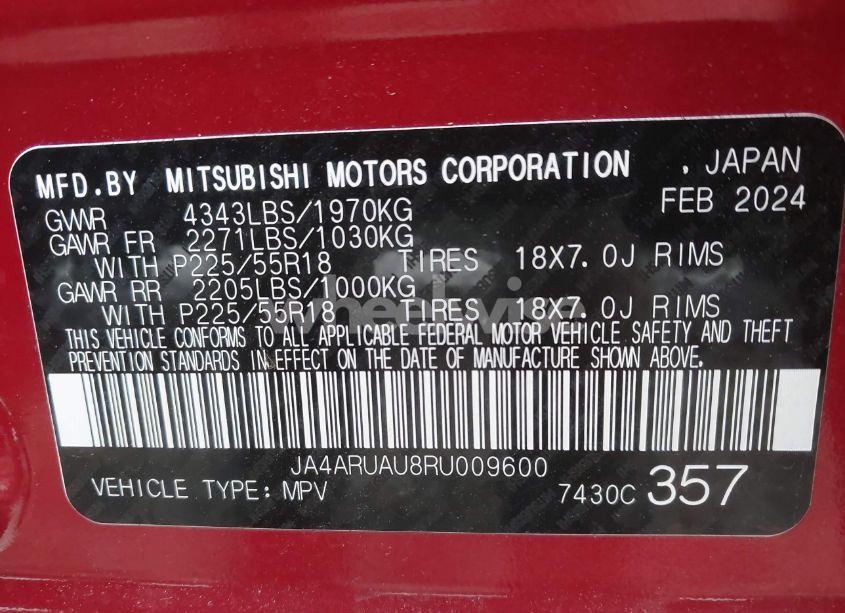 MFD.BY MITSUBISHI MOTORS CORPORATION , JAPAN
GVWR 4343LBS/1970KG FEB 2024
GAWR FR 2271LBS/1030KG
WITH P225/55R18 TIRES 18X7.0J RIMS
GAWR RR 2205LBS/1000KG
WITH P225/55R18 TIRES 18X7.0J RIMS
THIS VEHICLE CONFORMS TO ALL APPLICABLE FEDERAL MOTOR VEHICLE SAFETY AND THEFT
PREVENTION STANDARDS IN EFFECT ON THE DATE OF MANUFACTURE SHOWN ABOVE.
JA4ARUAU8RU009600
VEHICLE TYPE: MPV 7430C 357